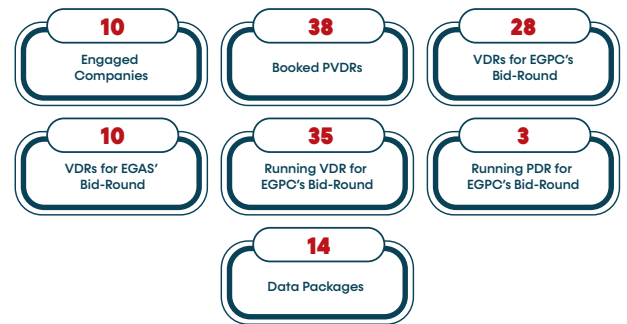 10
Engaged
Companies
38
Booked PVDRs
28
VDRs for EGPC's
Bid-Round
10
VDRs for EGAS'
Bid-Round
35
Running VDR for
EGPC's Bid-Round
3
Running PDR for
EGPC's Bid-Round
14
Data Packages